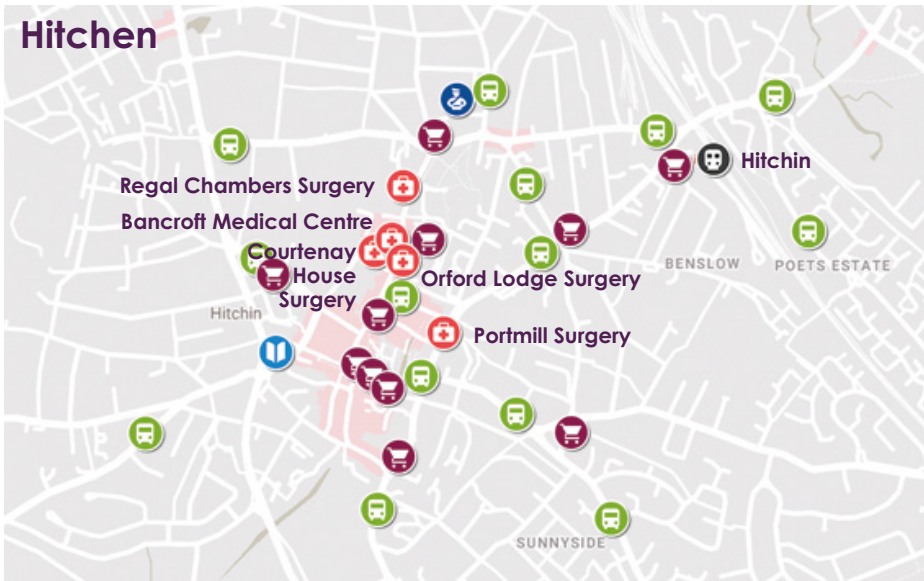 Hitchen
Hitchin
Regal Chambers Surgery
Bancroft Medical Centre
Courtenay
House
Surgery
Orford Lodge Surgery
BENSLOW
POETS ESTATE
Hitchin
Portmill Surgery
SUNNYSIDE